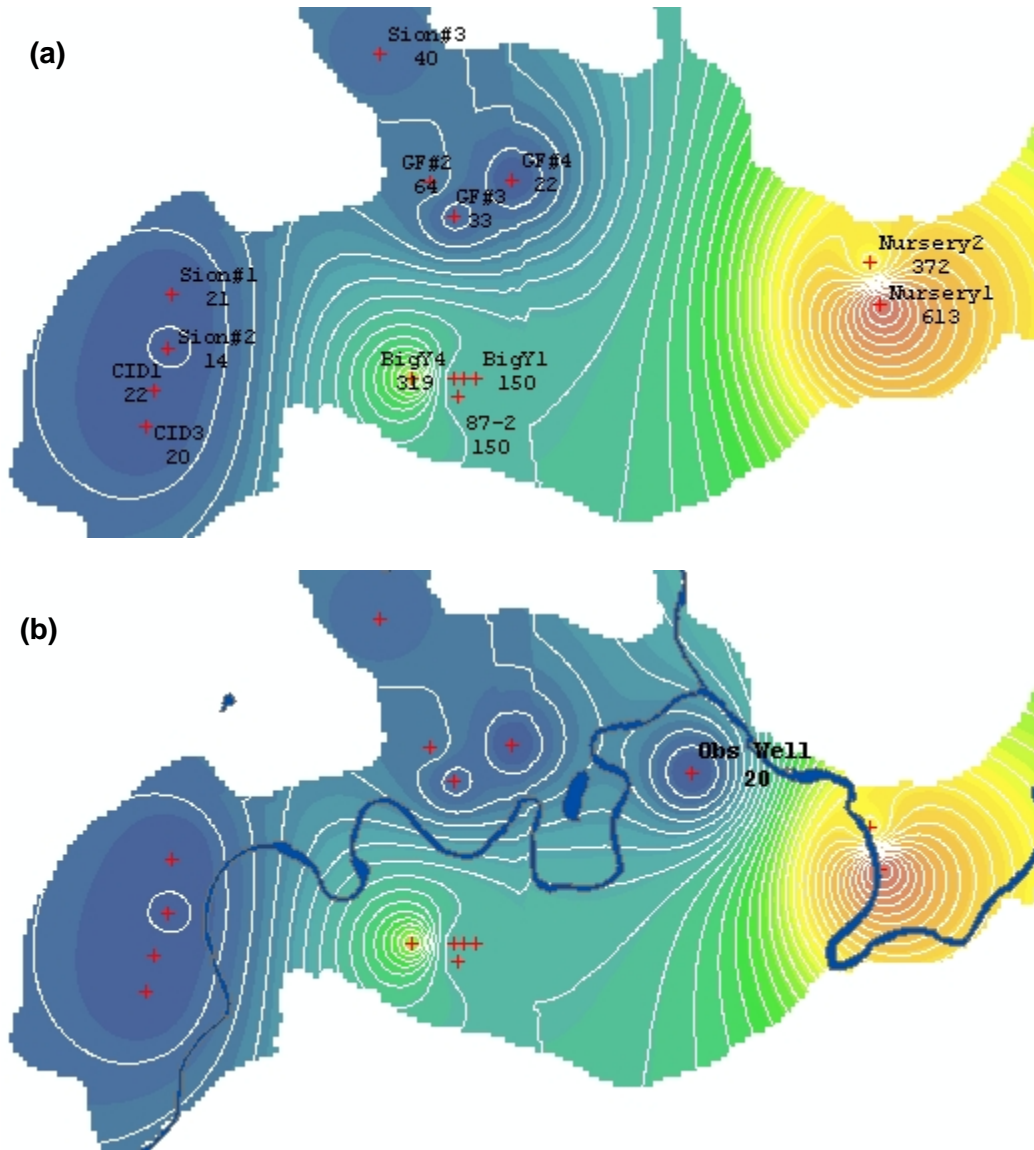 (a)
Sion#3
40
GF#2
64
GF#4
22
GF#3
33
Nursery2
372
Sion#1
21
Nursery1
613
Sion#2
14
CID1
22
BigY4
319
BigY1
150
CID3
20
87-2
150
(b)
Obs Well
20